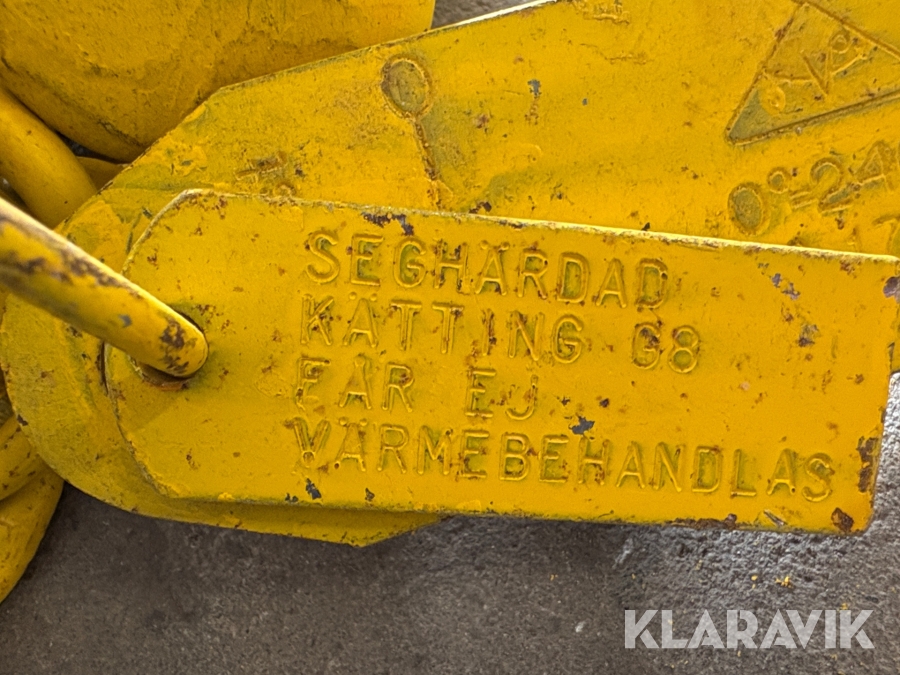 SEGHÄRDAD
KÄTTING G8
FÅR EJ
VÄRMEBEHANDLAS
KLARAVIK